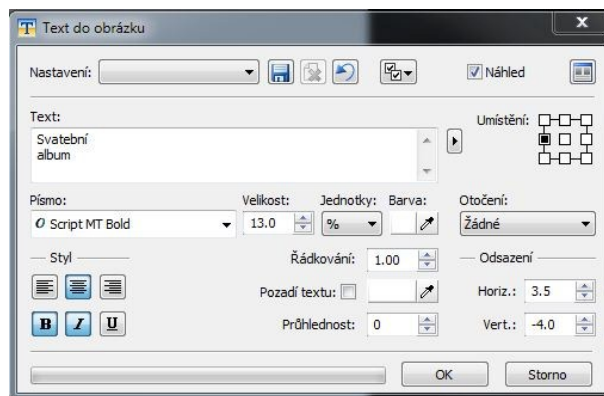 Text do obrázku
Nastavení:
Náhled
Text:
Umístění:
Svatební
album
Písmo: Velikost: Jednotky: Barva: Otočení:
Script MT Bold 13.0 % Žádné
Styl Řádkování: 1.00 Odsazení
Pozadí textu: Horiz.: 3.5
B I U Průhlednost: 0 Vert.: -4.0
OK Storno